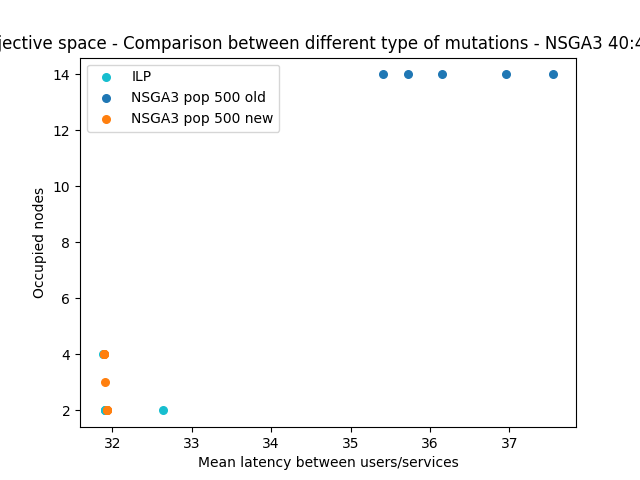 jective space - Comparison between different type of mutations - NSGA3 40:4
ILP
NSGA3 pop 500 old
NSGA3 pop 500 new
Occupied nodes
14
12
10
8
6
4
2
32 33 34 35 36 37
Mean latency between users/services